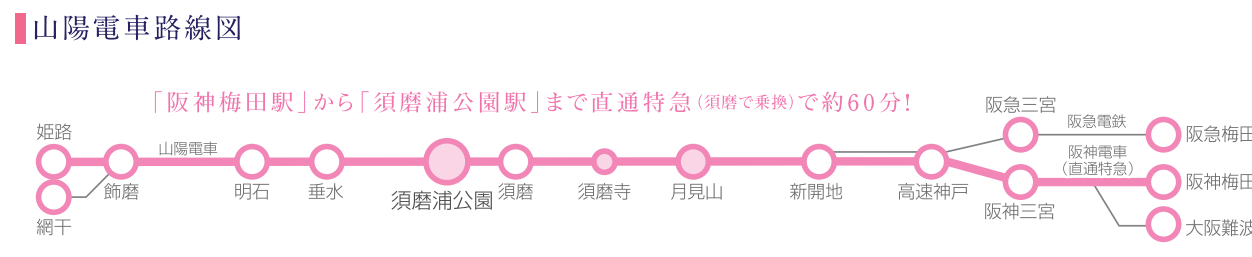 山陽電車路線図
「阪神梅田駅」から「須磨浦公園駅」まで直通特急（須磨で乗換）で約60分！
姫路
山陽電車
飾磨
網干
明石
垂水
須磨浦公園
須磨
須磨寺
月見山
新開地
高速神戸
阪急三宮
阪急電鉄
阪急梅田
阪神電車
（直通特急）
阪神三宮
阪神梅田
大阪難波